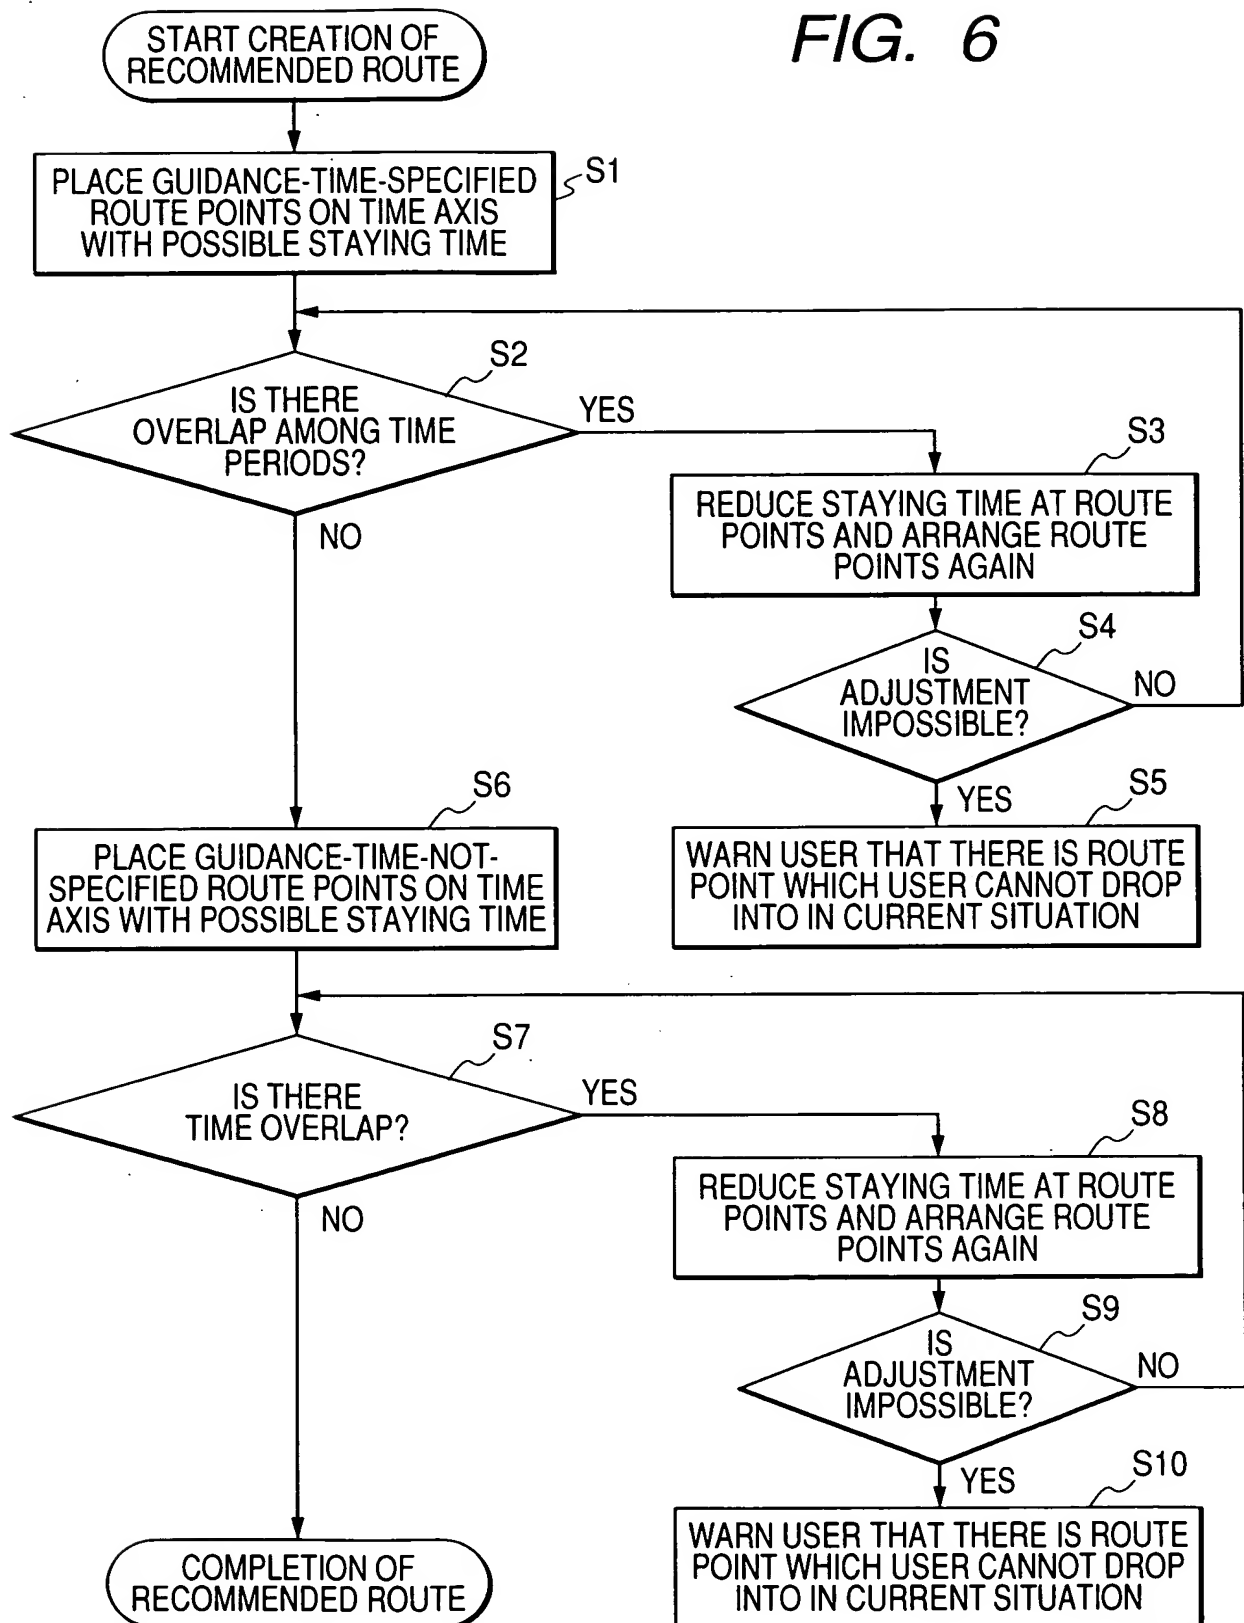 FIG. 6
START CREATION OF
RECOMMENDED ROUTE
S1
PLACE GUIDANCE-TIME-SPECIFIED
ROUTE POINTS ON TIME AXIS
WITH POSSIBLE STAYING TIME
S2
IS THERE
OVERLAP AMONG TIME
PERIODS?
YES
NO
S3
REDUCE STAYING TIME AT ROUTE
POINTS AND ARRANGE ROUTE
POINTS AGAIN
S4
IS
ADJUSTMENT
IMPOSSIBLE?
NO
YES
S5
WARN USER THAT THERE IS ROUTE
POINT WHICH USER CANNOT DROP
INTO IN CURRENT SITUATION
S6
PLACE GUIDANCE-TIME-NOT-
SPECIFIED ROUTE POINTS ON TIME
AXIS WITH POSSIBLE STAYING TIME
S7
IS THERE
TIME OVERLAP?
YES
NO
S8
REDUCE STAYING TIME AT ROUTE
POINTS AND ARRANGE ROUTE
POINTS AGAIN
S9
IS
ADJUSTMENT
IMPOSSIBLE?
NO
YES
S10
WARN USER THAT THERE IS ROUTE
POINT WHICH USER CANNOT DROP
INTO IN CURRENT SITUATION
COMPLETION OF
RECOMMENDED ROUTE